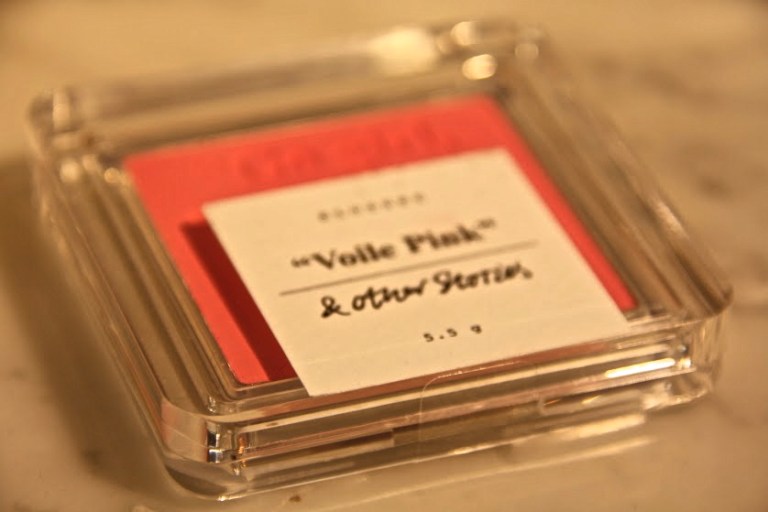 “Voile Pink”
& other Stories
5.5 g